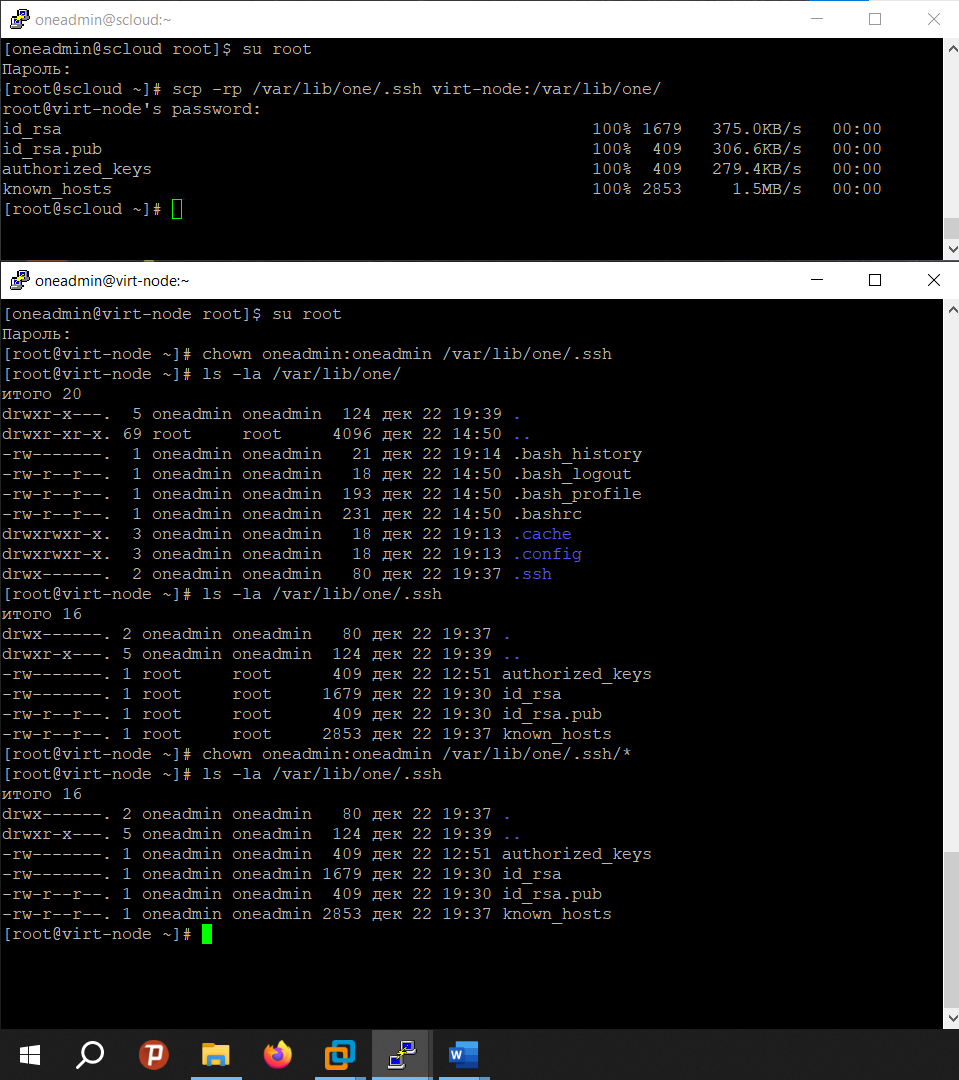 oneadmin@scloud:~
[oneadmin@scloud root]$ su root
Пароль:
[root@scloud ~]# scp -rp /var/lib/one/.ssh virt-node:/var/lib/one/
root@virt-node's password:
id_rsa 100% 1679 375.0KB/s 00:00
id_rsa.pub 100% 409 306.6KB/s 00:00
authorized_keys 100% 409 279.4KB/s 00:00
known_hosts 100% 2853 1.5MB/s 00:00
[root@scloud ~]#
oneadmin@virt-node:~
[oneadmin@virt-node root]$ su root
Пароль:
[root@virt-node ~]# chown oneadmin:oneadmin /var/lib/one/.ssh
[root@virt-node ~]# ls -la /var/lib/one/
итого 20
drwxr-x---. 5 oneadmin oneadmin 124 дек 22 19:39 .
drwxr-xr-x. 69 root root 4096 дек 22 14:50 ..
-rw-------. 1 oneadmin oneadmin 21 дек 22 19:14 .bash_history
-rw-r--r--. 1 oneadmin oneadmin 18 дек 22 14:50 .bash_logout
-rw-r--r--. 1 oneadmin oneadmin 193 дек 22 14:50 .bash_profile
-rw-r--r--. 1 oneadmin oneadmin 231 дек 22 14:50 .bashrc
drwxrwxr-x. 3 oneadmin oneadmin 18 дек 22 19:13 .cache
drwxrwxr-x. 3 oneadmin oneadmin 18 дек 22 19:13 .config
drwx------. 2 oneadmin oneadmin 80 дек 22 19:37 .ssh
[root@virt-node ~]# ls -la /var/lib/one/.ssh
итого 16
drwx------. 2 oneadmin oneadmin 80 дек 22 19:37 .
drwxr-x---. 5 oneadmin oneadmin 124 дек 22 19:39 ..
-rw-------. 1 root root 409 дек 22 12:51 authorized_keys
-rw-------. 1 root root 1679 дек 22 19:30 id_rsa
-rw-r--r--. 1 root root 409 дек 22 19:30 id_rsa.pub
-rw-r--r--. 1 root root 2853 дек 22 19:37 known_hosts
[root@virt-node ~]# chown oneadmin:oneadmin /var/lib/one/.ssh/*
[root@virt-node ~]# ls -la /var/lib/one/.ssh
итого 16
drwx------. 2 oneadmin oneadmin 80 дек 22 19:37 .
drwxr-x---. 5 oneadmin oneadmin 124 дек 22 19:39 ..
-rw-------. 1 oneadmin oneadmin 409 дек 22 12:51 authorized_keys
-rw-------. 1 oneadmin oneadmin 1679 дек 22 19:30 id_rsa
-rw-r--r--. 1 oneadmin oneadmin 409 дек 22 19:30 id_rsa.pub
-rw-r--r--. 1 oneadmin oneadmin 2853 дек 22 19:37 known_hosts
[root@virt-node ~]#